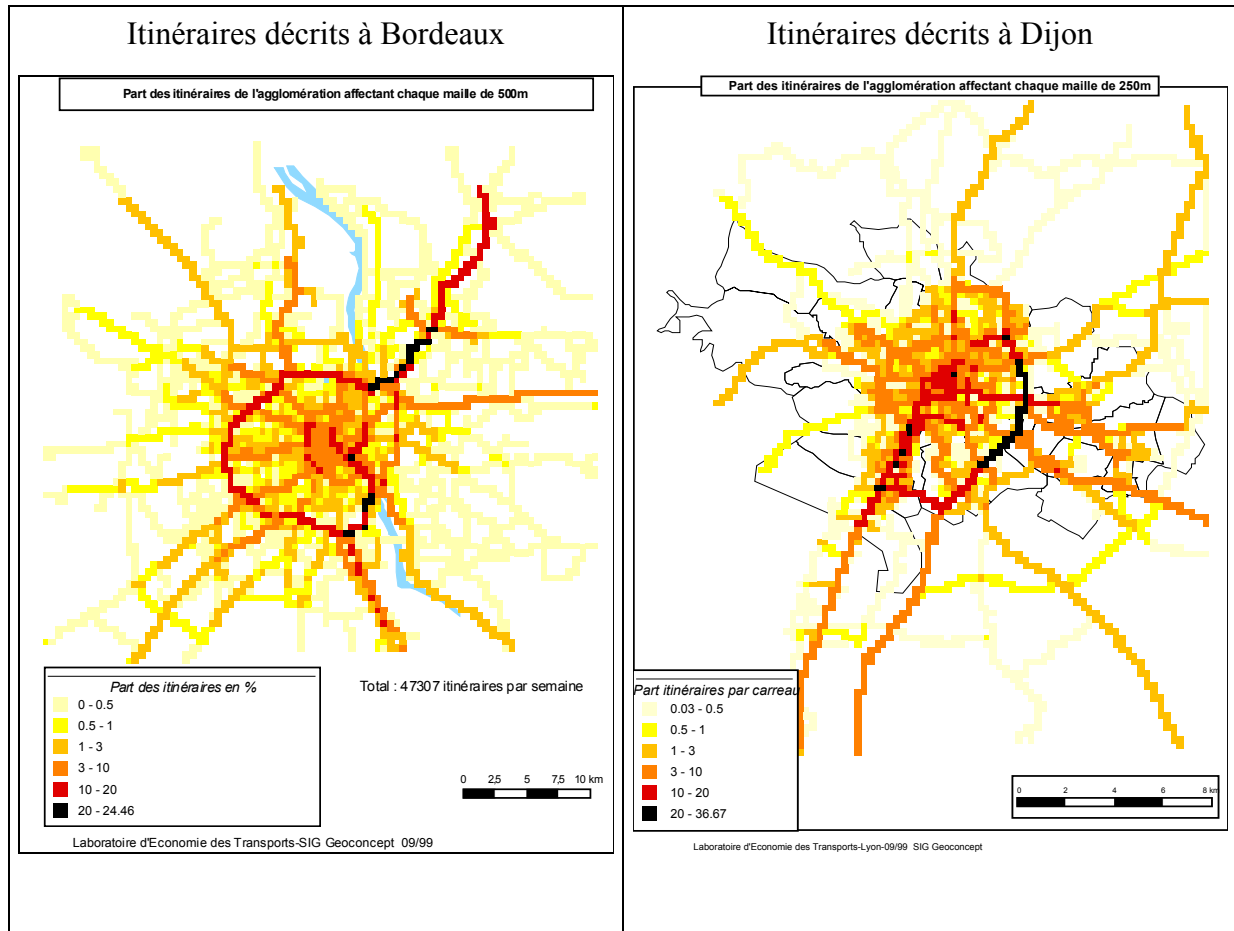 Itinéraires décrits à Bordeaux
Part des itinéraires de l'agglomération affectant chaque maille de 500m
Part des itinéraires en %
0 - 0.5
0.5 - 1
1 - 3
3 - 10
10 - 20
20 - 24.46
Total : 47307 itinéraires par semaine
0 2,5 5 7,5 10 km
Laboratoire d'Economie des Transports-SIG Geoconcept 09/99
Itinéraires décrits à Dijon
Part des itinéraires de l'agglomération affectant chaque maille de 250m
Part itinéraires par carreau
0.03 - 0.5
0.5 - 1
1 - 3
3 - 10
10 - 20
20 - 36.67
0 2 4 6 8 km
Laboratoire d'Economie des Transports-Lyon-09/99 SIG Geoconcept